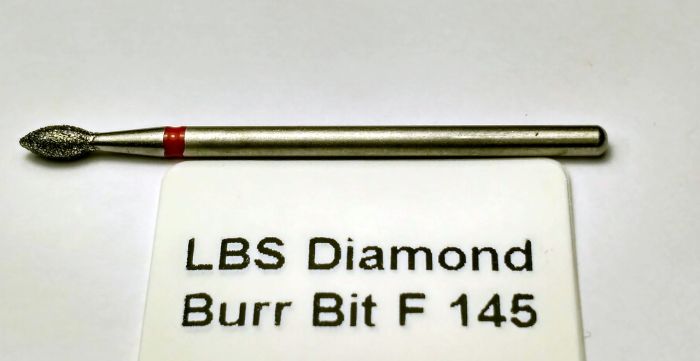 LBS Diamond
Burr Bit F 145